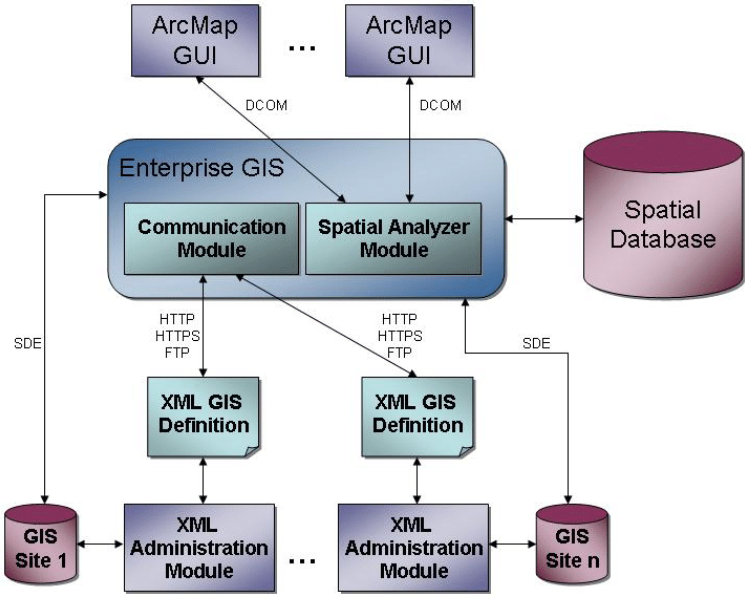 ArcMap
GUI
...
ArcMap
GUI
DCOM
DCOM
Enterprise GIS
Communication
Module
Spatial Analyzer
Module
Spatial
Database
SDE
HTTP
HTTPS
FTP
HTTP
HTTPS
FTP
SDE
XML GIS
Definition
XML GIS
Definition
GIS
Site 1
XML
Administration
Module
...
XML
Administration
Module
GIS
Site n